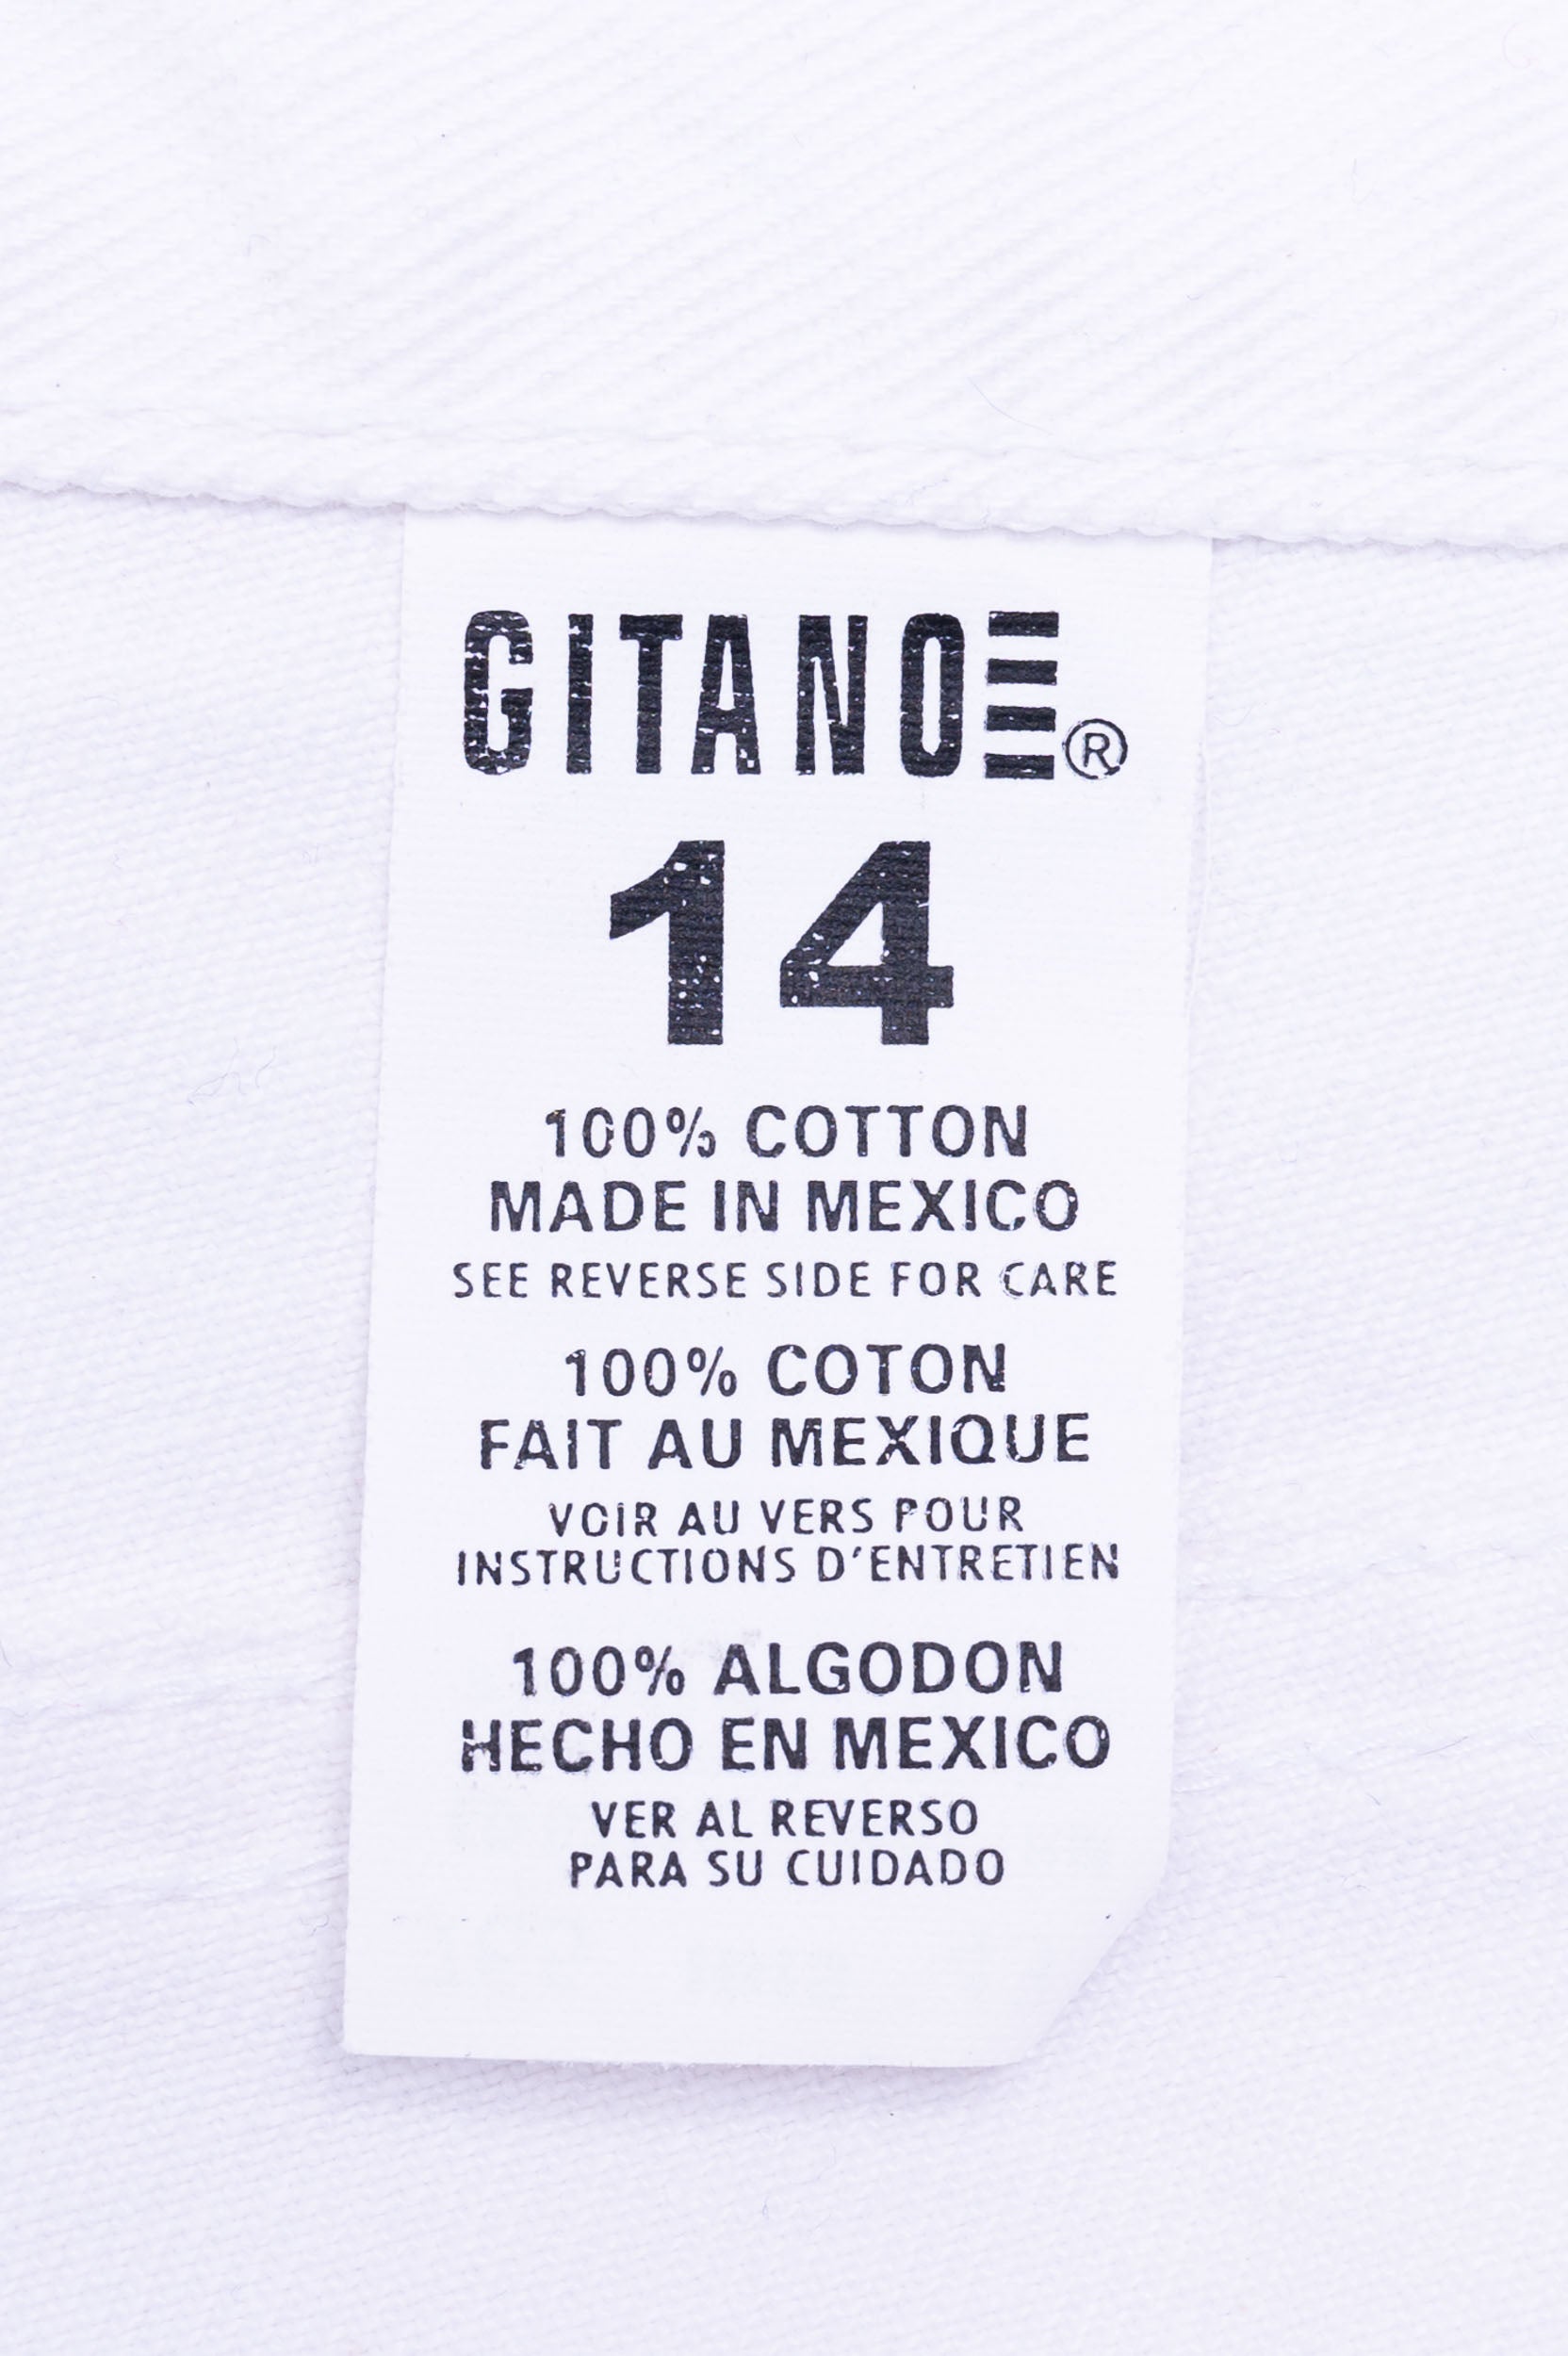 GITANO®
14
100% COTTON
MADE IN MEXICO
SEE REVERSE SIDE FOR CARE
100% COTON
FAIT AU MEXIQUE
VOIR AU VERS POUR
INSTRUCTIONS D'ENTRETIEN
100% ALGODON
HECHO EN MEXICO
VER AL REVERSO
PARA SU CUIDADO